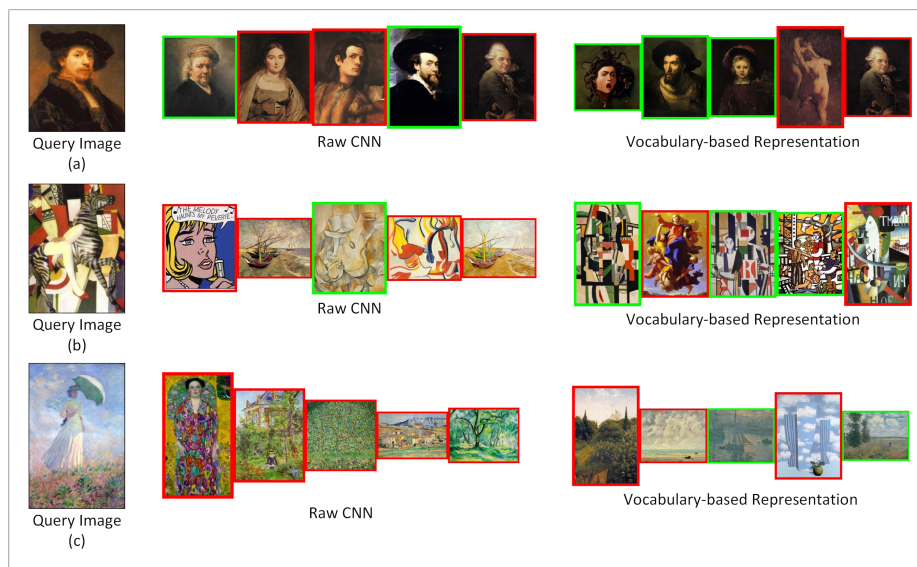 Query Image
(a)
Raw CNN
Vocabulary-based Representation
THE MELODY
HAUNTS MY REVERIE
Query Image
(b)
Raw CNN
Vocabulary-based Representation
Query Image
(c)
Raw CNN
Vocabulary-based Representation